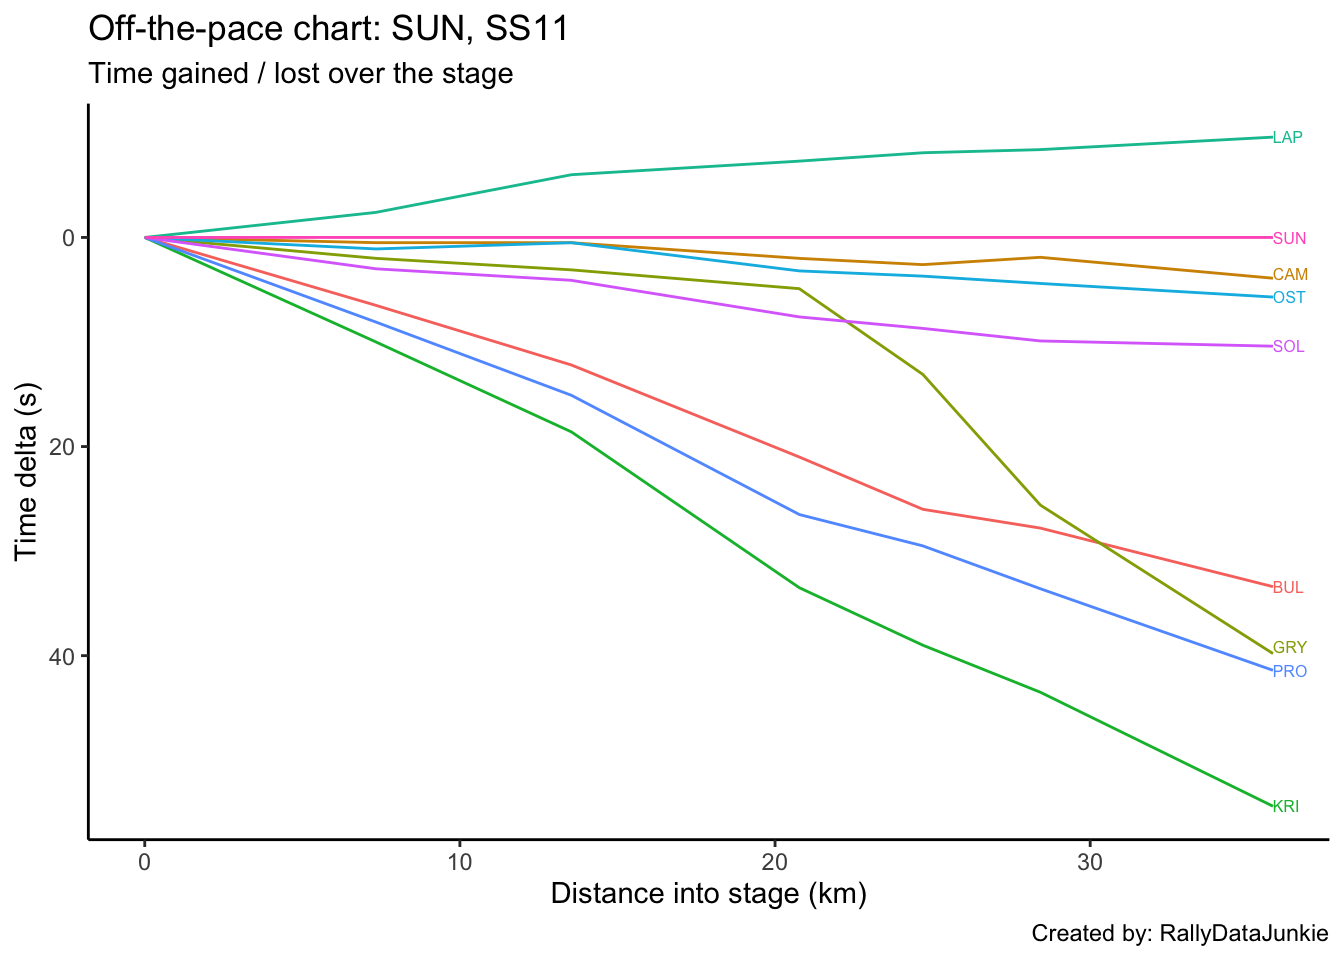 Off-the-pace chart: SUN, SS11
Time gained / lost over the stage
LAP
0
SUN
CAM
OST
SOL
Time delta (s)
20
BUL
GRY
40
PRO
KRI
0 10 20 30
Distance into stage (km)
Created by: RallyDataJunkie